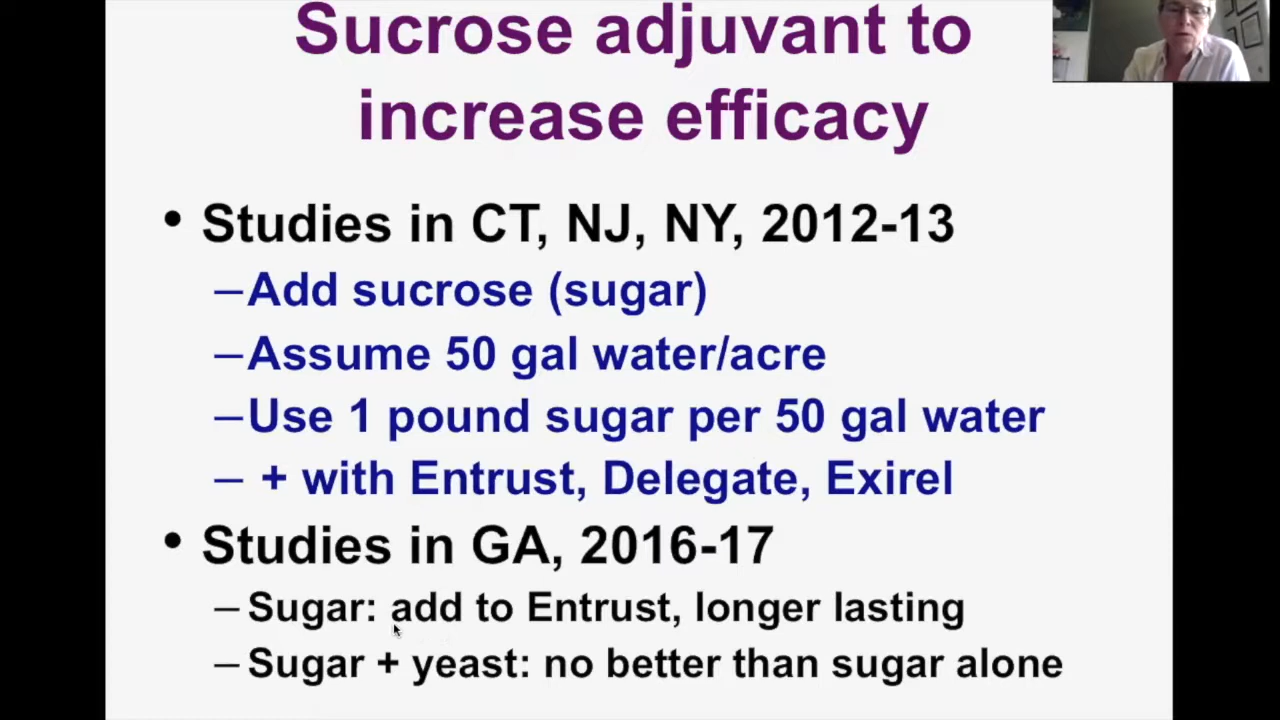 Sucrose adjuvant to
increase efficacy
• Studies in CT, NJ, NY, 2012-13
–Add sucrose (sugar)
–Assume 50 gal water/acre
–Use 1 pound sugar per 50 gal water
– + with Entrust, Delegate, Exirel
• Studies in GA, 2016-17
–Sugar: add to Entrust, longer lasting
–Sugar + yeast: no better than sugar alone